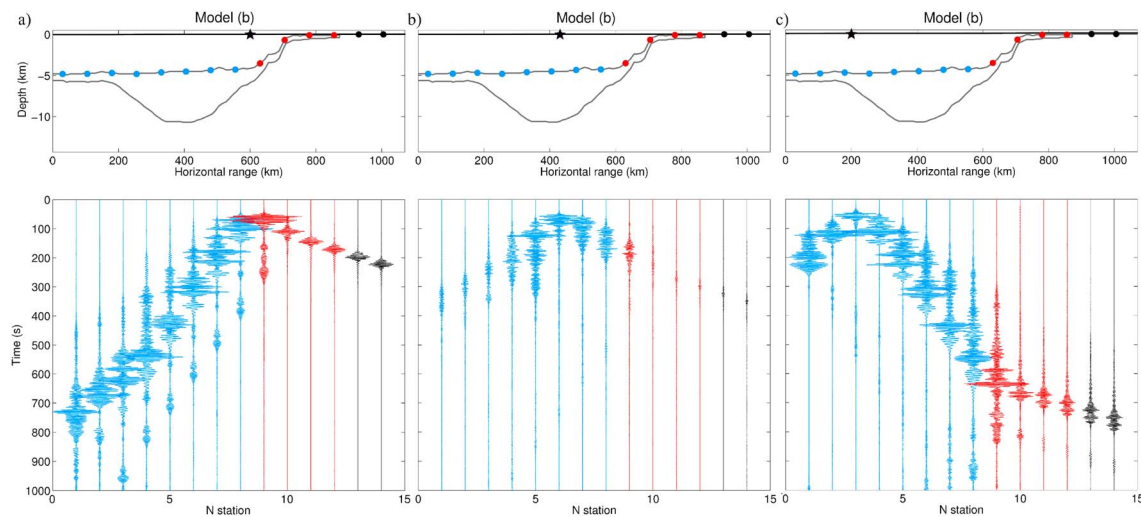 a)
Model (b)
0
−5
−10
Depth (km)
0 200 400 600 800 1000
Horizontal range (km)
b)
Model (b)
0 200 400 600 800 1000
Horizontal range (km)
c)
Model (b)
0 200 400 600 800 1000
Horizontal range (km)
0
100
200
300
400
500
600
700
800
900
1000
Time (s)
0 5 10 15
N station
5 10 15
N station
5 10 15
N station